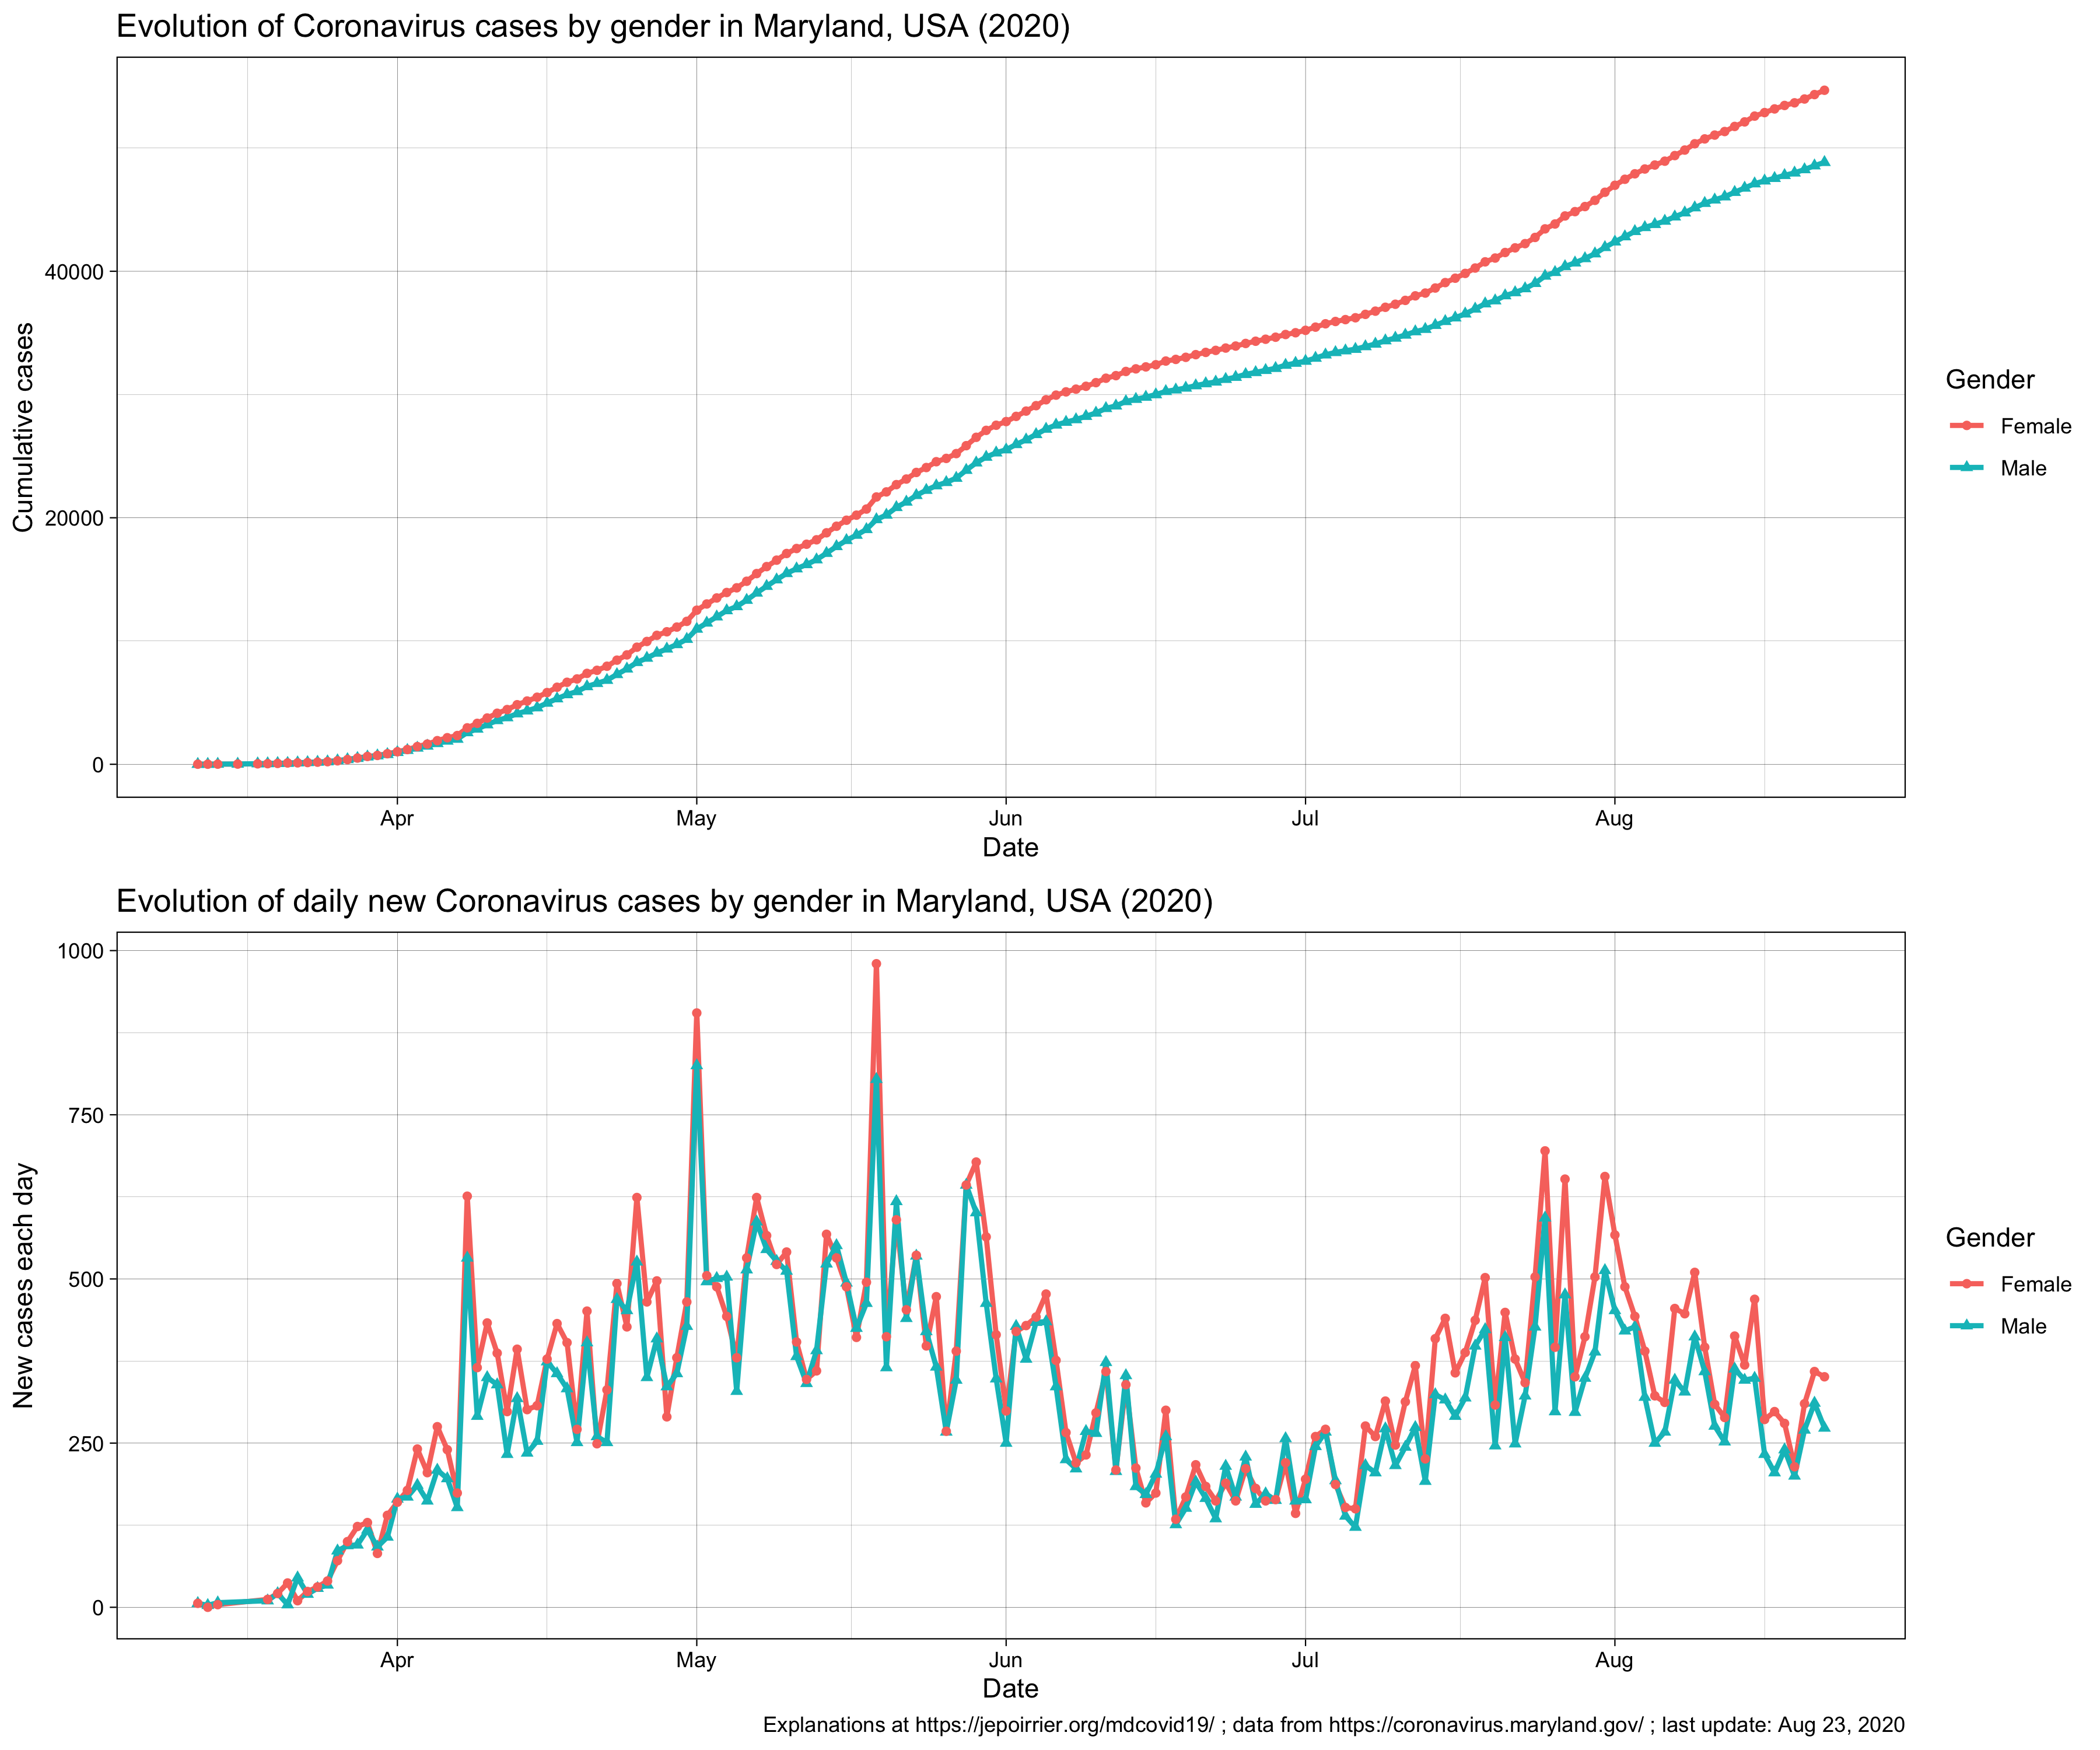 Evolution of Coronavirus cases by gender in Maryland, USA (2020)
40000
20000
0
Cumulative cases
Apr May Jun Jul Aug
Date
Gender
Female
Male
Evolution of daily new Coronavirus cases by gender in Maryland, USA (2020)
1000
750
500
250
0
New cases each day
Apr May Jun Jul Aug
Date
Gender
Female
Male
Explanations at https://jepoirrier.org/mdcovid19/ ; data from https://coronavirus.maryland.gov/ ; last update: Aug 23, 2020